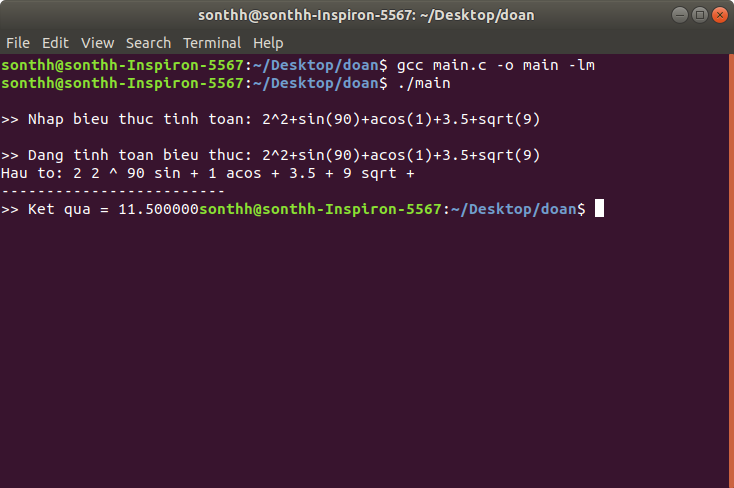 sonthh@sonthh-Inspiron-5567: ~/Desktop/doan
File Edit View Search Terminal Help
sonthh@sonthh-Inspiron-5567:~/Desktop/doan$ gcc main.c -o main -lm
sonthh@sonthh-Inspiron-5567:~/Desktop/doan$ ./main
>> Nhap bieu thuc tinh toan: 2^2+sin(90)+acos(1)+3.5+sqrt(9)
>> Dang tinh toan bieu thuc: 2^2+sin(90)+acos(1)+3.5+sqrt(9)
Hau to: 2 2 ^ 90 sin + 1 acos + 3.5 + 9 sqrt +
-------------------------
>> Ket qua = 11.500000sonthh@sonthh-Inspiron-5567:~/Desktop/doan$